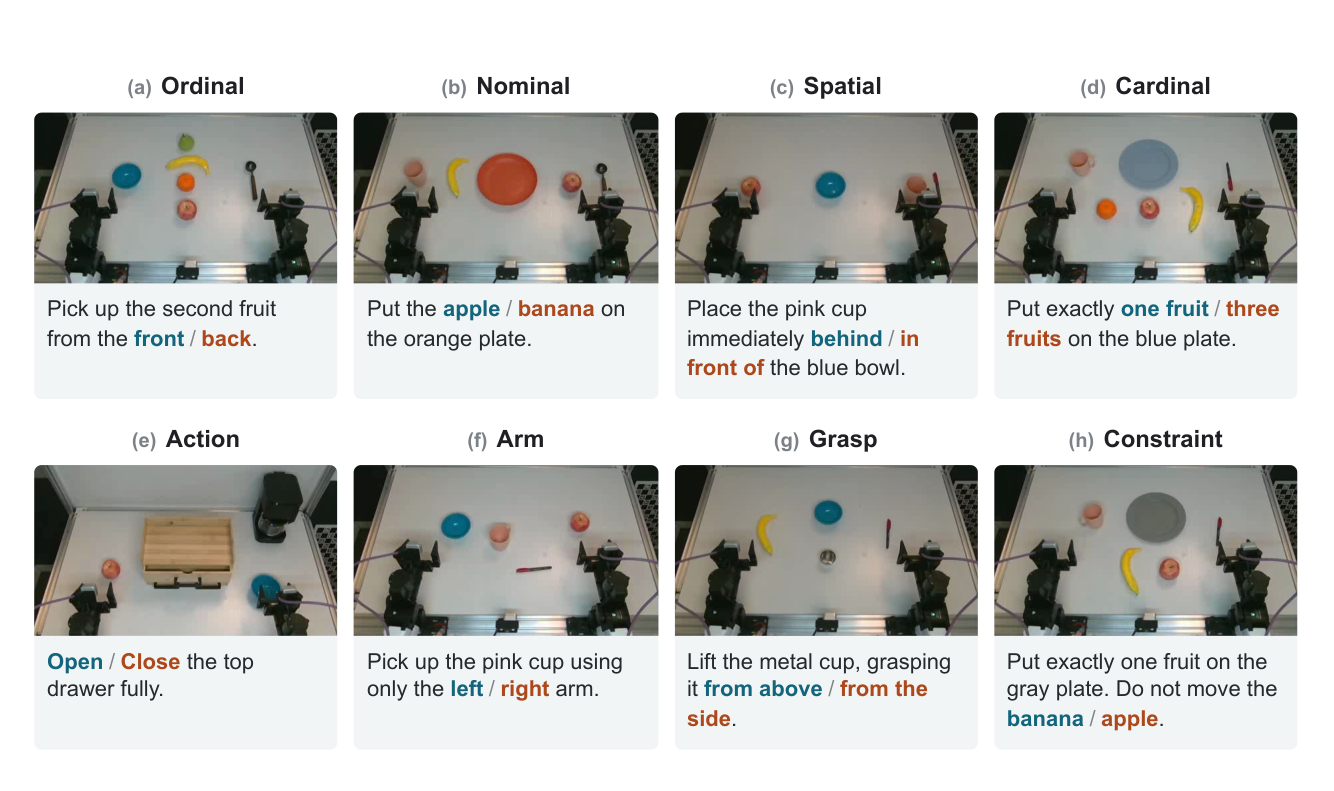 (a) Ordinal
(b) Nominal
(c) Spatial
(d) Cardinal
Pick up the second fruit
from the front / back.
Put the apple / banana on
the orange plate.
Place the pink cup
immediately behind / in
front of the blue bowl.
Put exactly one fruit / three
fruits on the blue plate.
(e) Action
(f) Arm
(g) Grasp
(h) Constraint
Open / Close the top
drawer fully.
Pick up the pink cup using
only the left / right arm.
Lift the metal cup, grasping
it from above / from the
side.
Put exactly one fruit on the
gray plate. Do not move the
banana / apple.